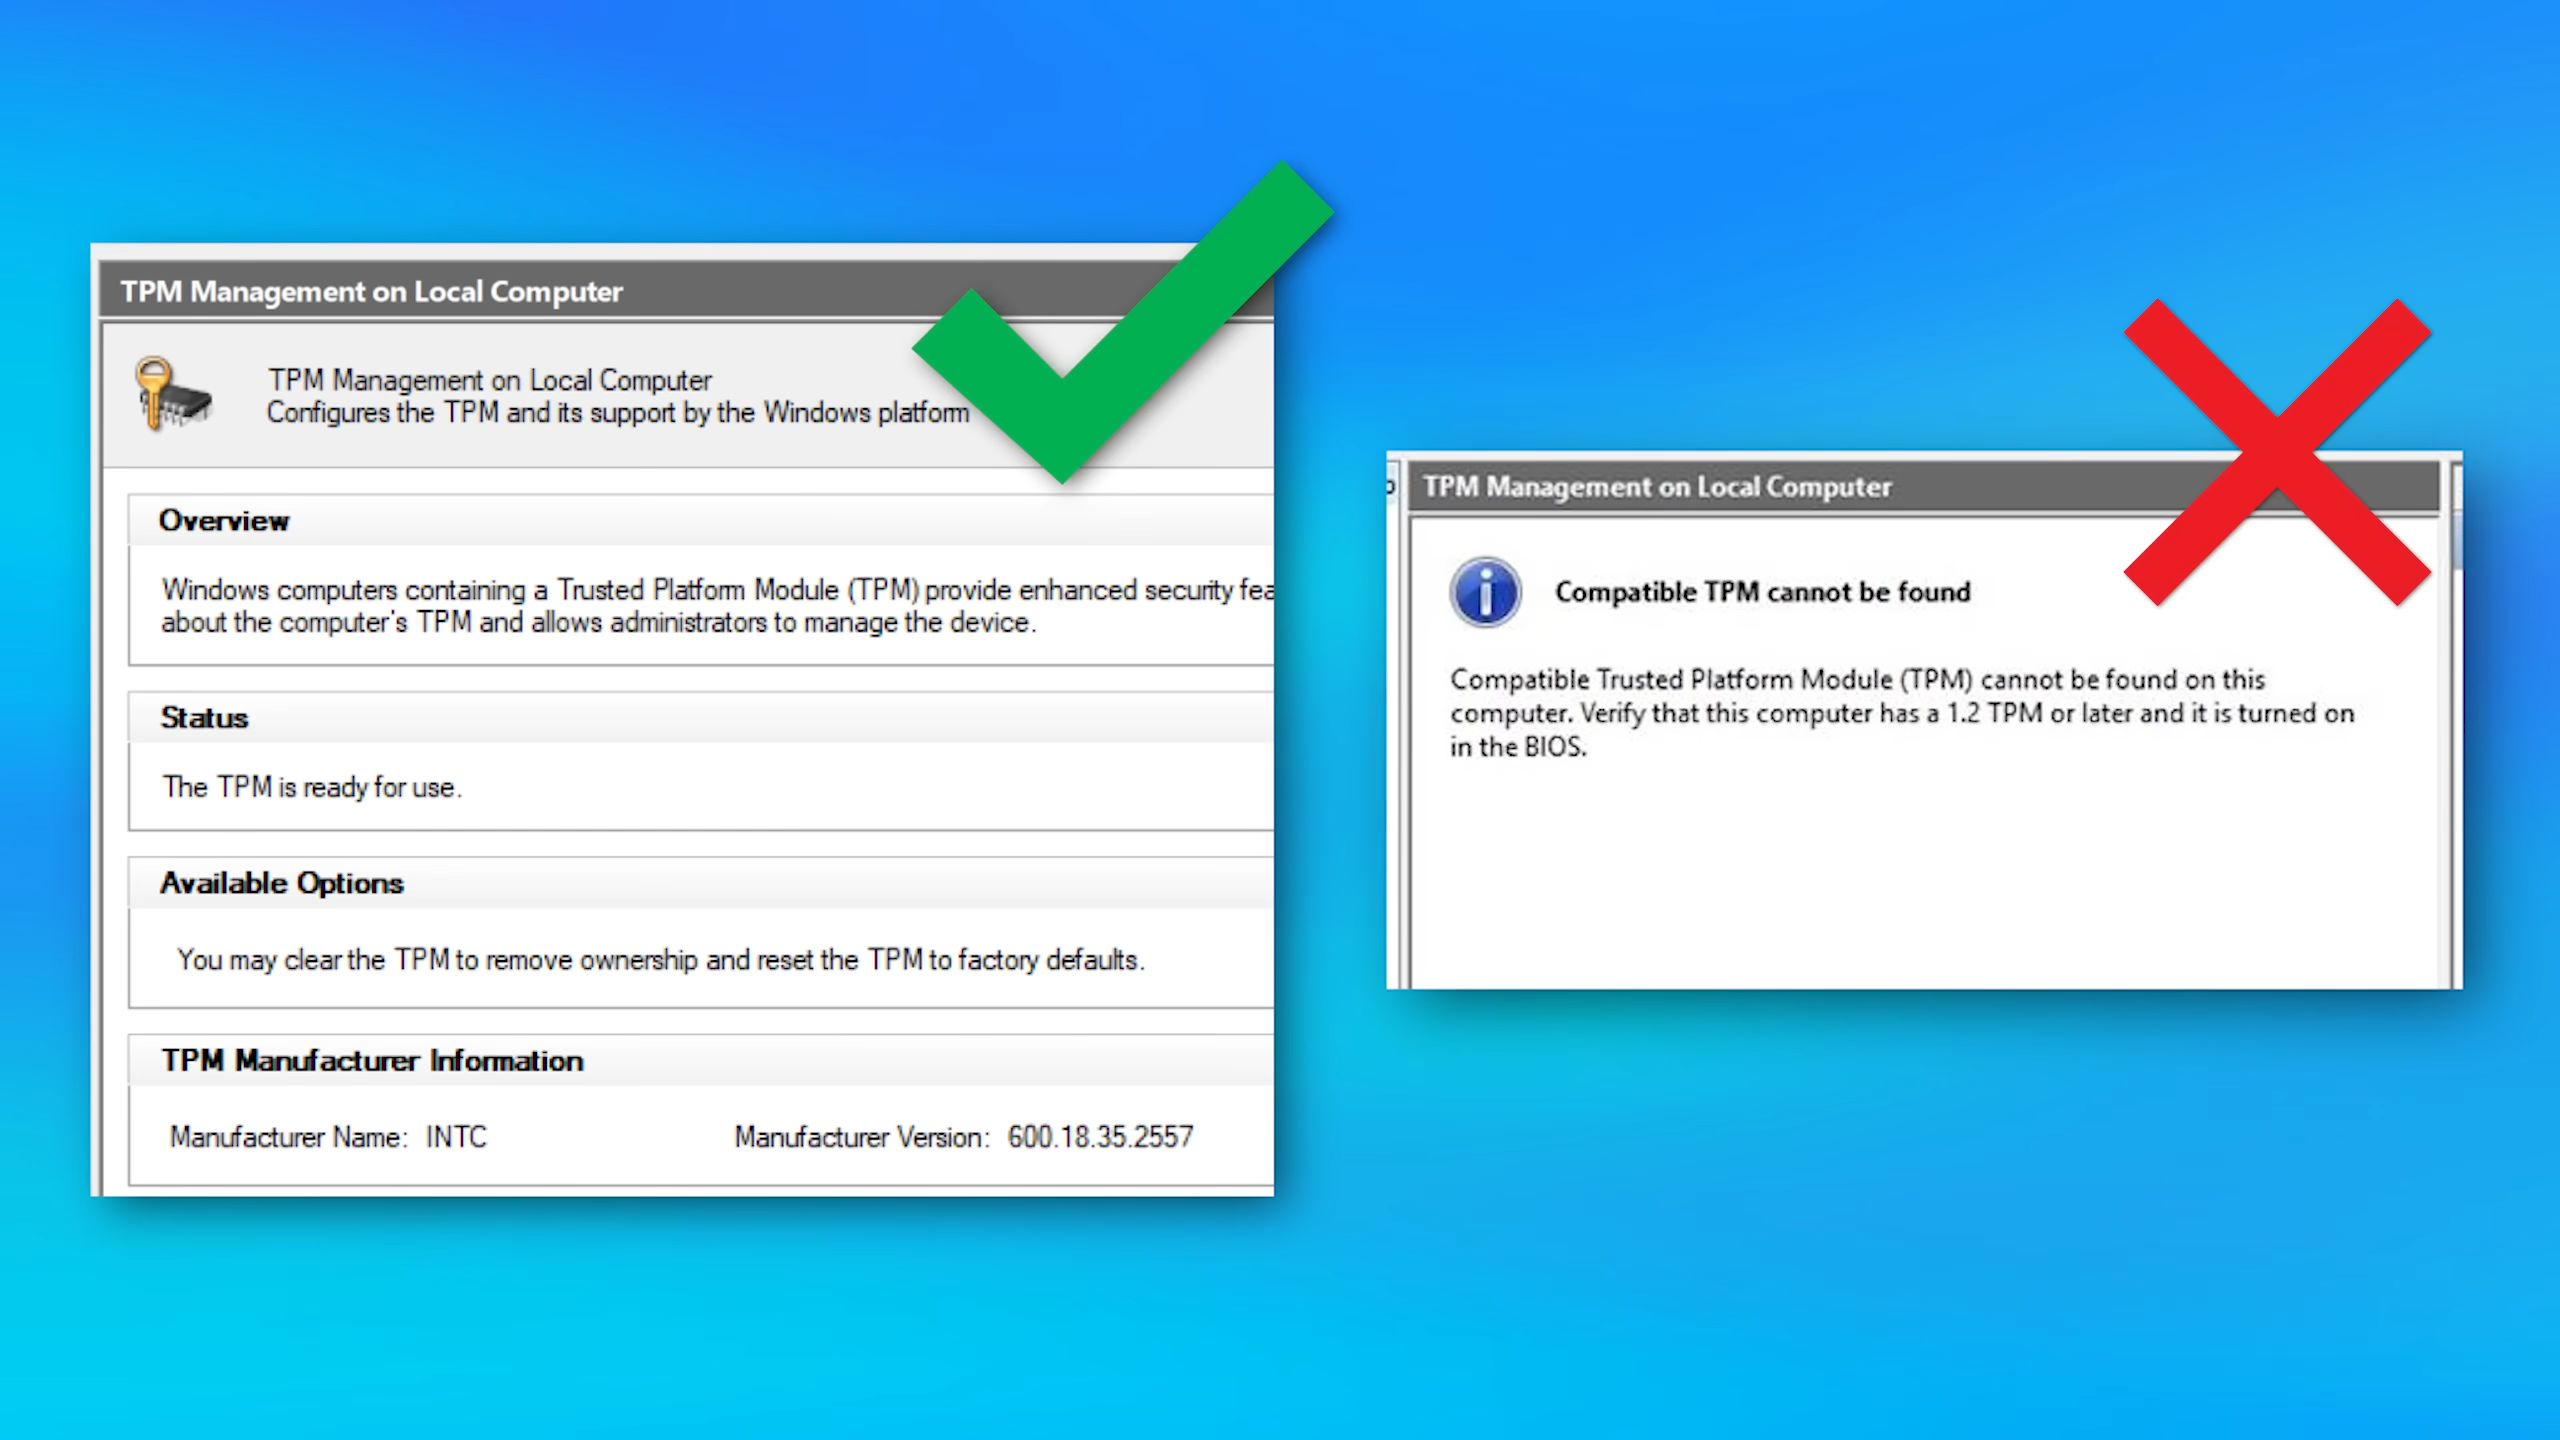 TPM Management on Local Computer
TPM Management on Local Computer
Configures the TPM and its support by the Windows platform
Overview
Windows computers containing a Trusted Platform Module (TPM) provide enhanced security fea
about the computer's TPM and allows administrators to manage the device.
Status
The TPM is ready for use.
Available Options
You may clear the TPM to remove ownership and reset the TPM to factory defaults.
TPM Manufacturer Information
Manufacturer Name: INTC Manufacturer Version: 600.18.35.2557
TPM Management on Local Computer
Compatible TPM cannot be found
Compatible Trusted Platform Module (TPM) cannot be found on this
computer. Verify that this computer has a 1.2 TPM or later and it is turned on
in the BIOS.